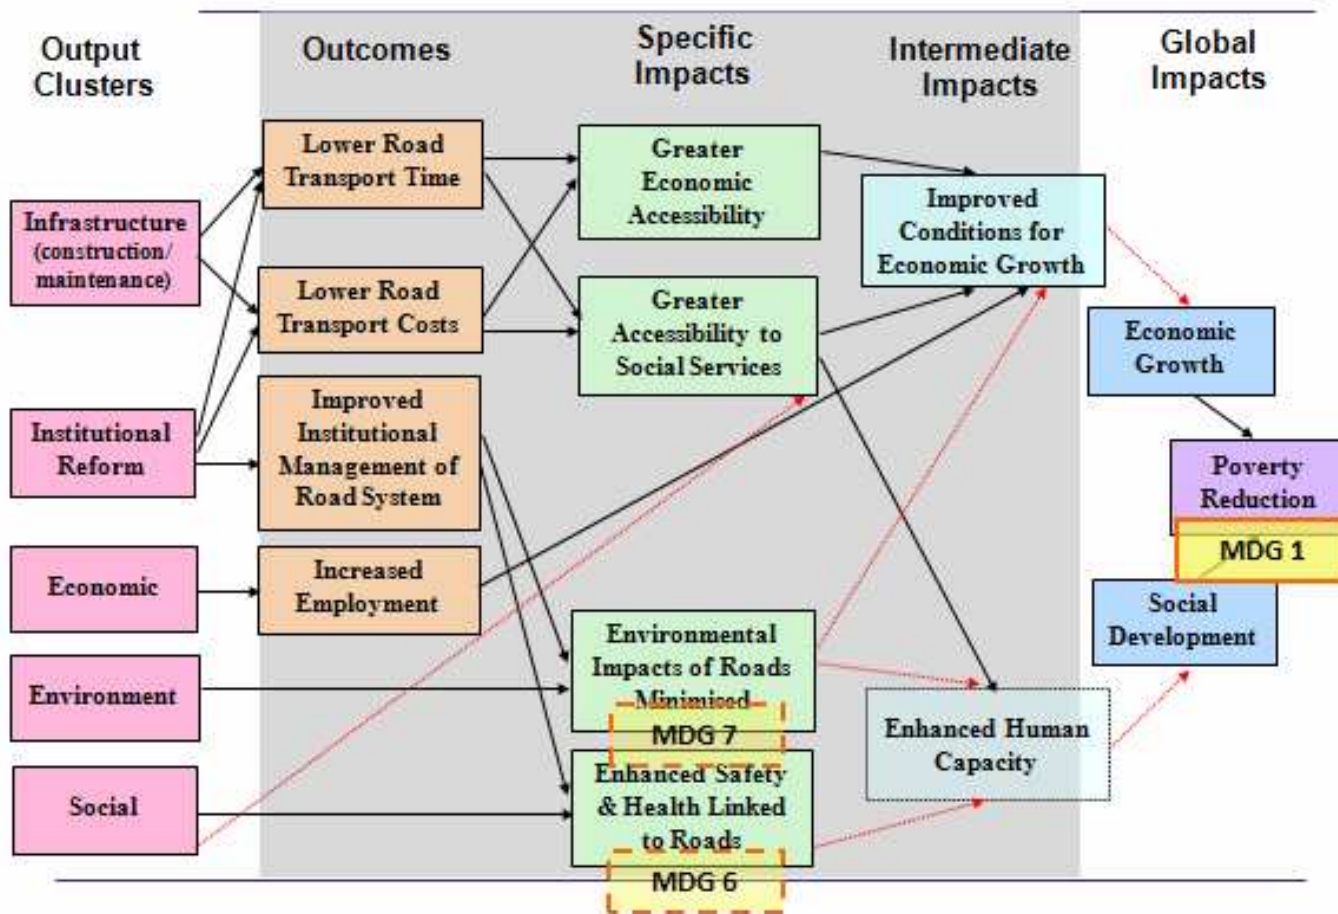 Output
Clusters
Outcomes
Specific
Impacts
Intermediate
Impacts
Global
Impacts
Infrastructure
(construction/
maintenance)
Institutional
Reform
Economic
Environment
Social
Lower Road
Transport Time
Lower Road
Transport Costs
Improved
Institutional
Management of
Road System
Increased
Employment
Greater
Economic
Accessibility
Greater
Accessibility to
Social Services
Environmental
Impacts of Roads
Minimised
MDG 7
Enhanced Safety
& Health Linked
to Roads
MDG 6
Improved
Conditions for
Economic Growth
Enhanced Human
Capacity
Economic
Growth
Poverty
Reduction
MDG 1
Social
Development